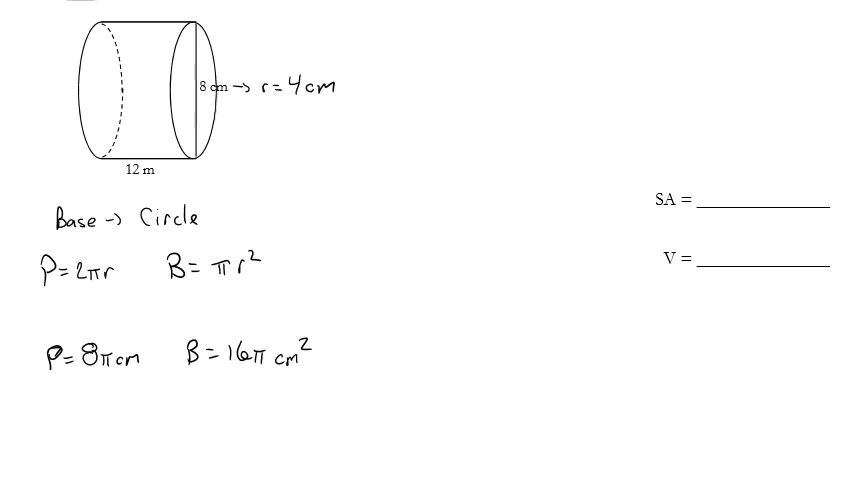 8 cm → r = 4cm
12 m
SA = ______________
Base → Circle
P = 2πr B = πr²
V = ______________
P = 8π cm B = 16π cm²